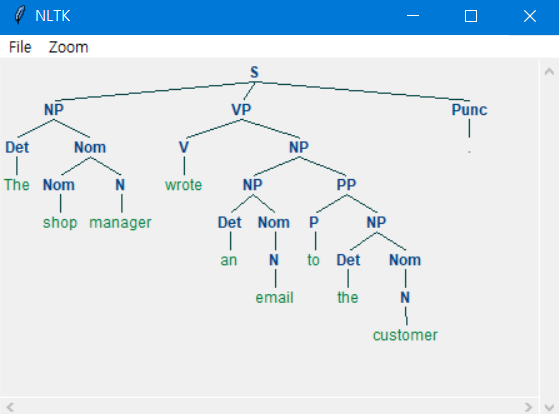 NLTK
File Zoom
S
NP VP Punc
Det Nom V NP .
The Nom N wrote NP PP
shop manager Det Nom P NP
an N to Det Nom
email the N
customer